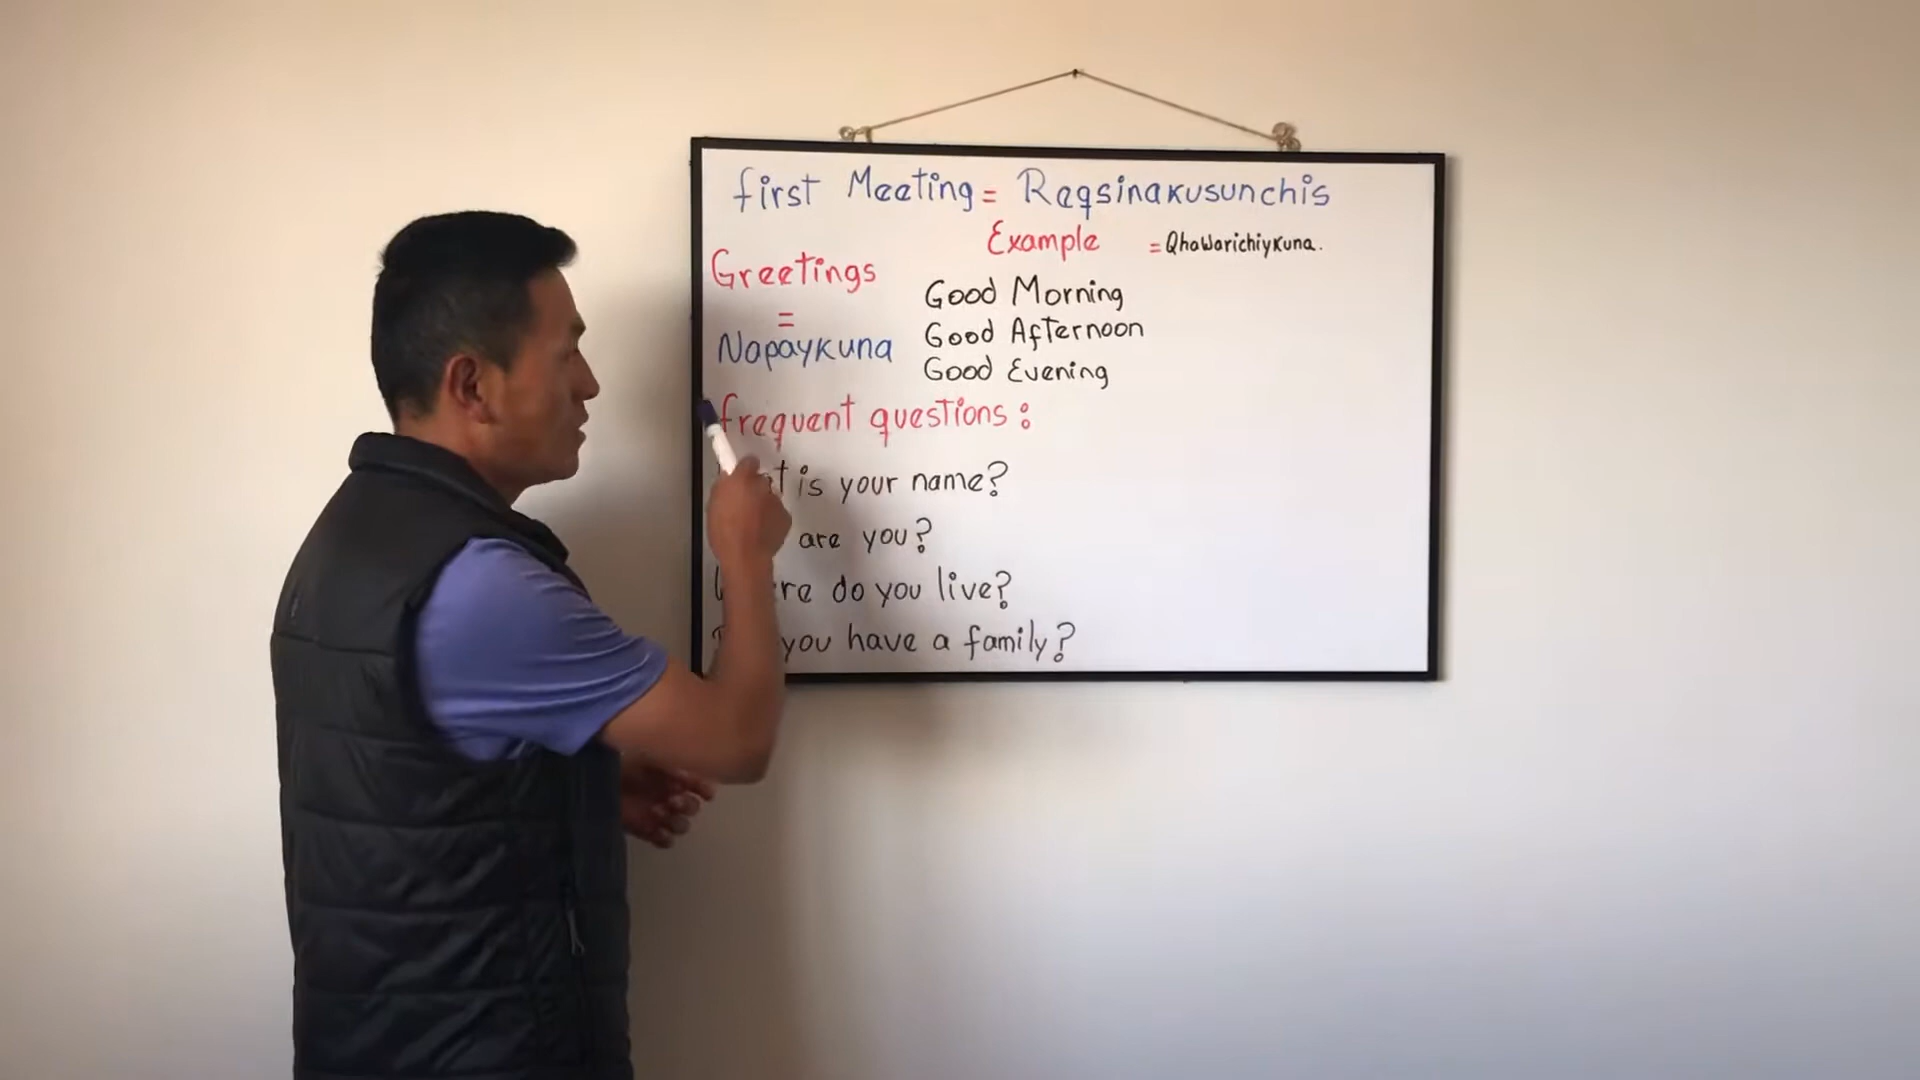 first Meeting = Reqsinakusunchis
Example = Qhawarichiykuna.
Greetings
=
Napaykuna
Good Morning
Good Afternoon
Good Evening
frequent questions:
is your name?
are you?
do you live?
you have a family?